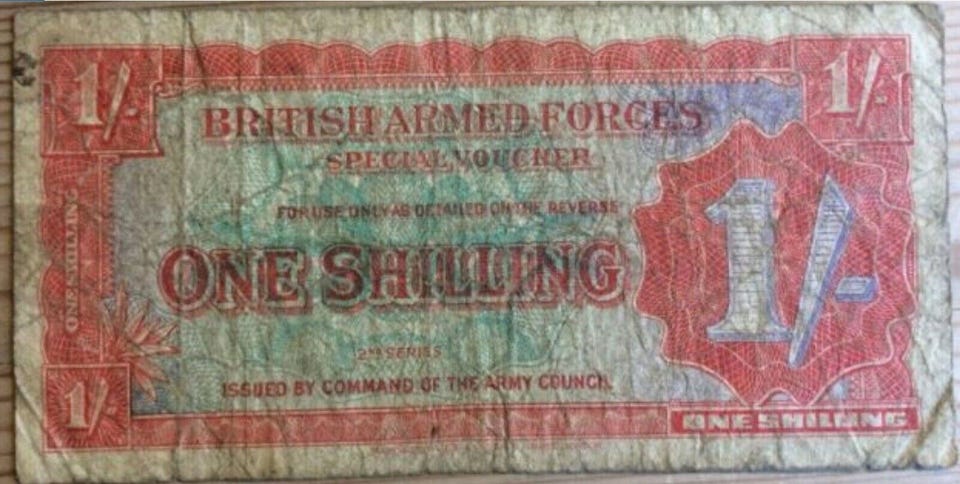 1/- 1/-
BRITISH ARMED FORCES
SPECIAL VOUCHER
FOR USE ONLY AS DETAILED ON THE REVERSE
ONE SHILLING
1/-
ONE SHILLING
2ND SERIES
ISSUED BY COMMAND OF THE ARMY COUNCIL
1/-
ONE SHILLING